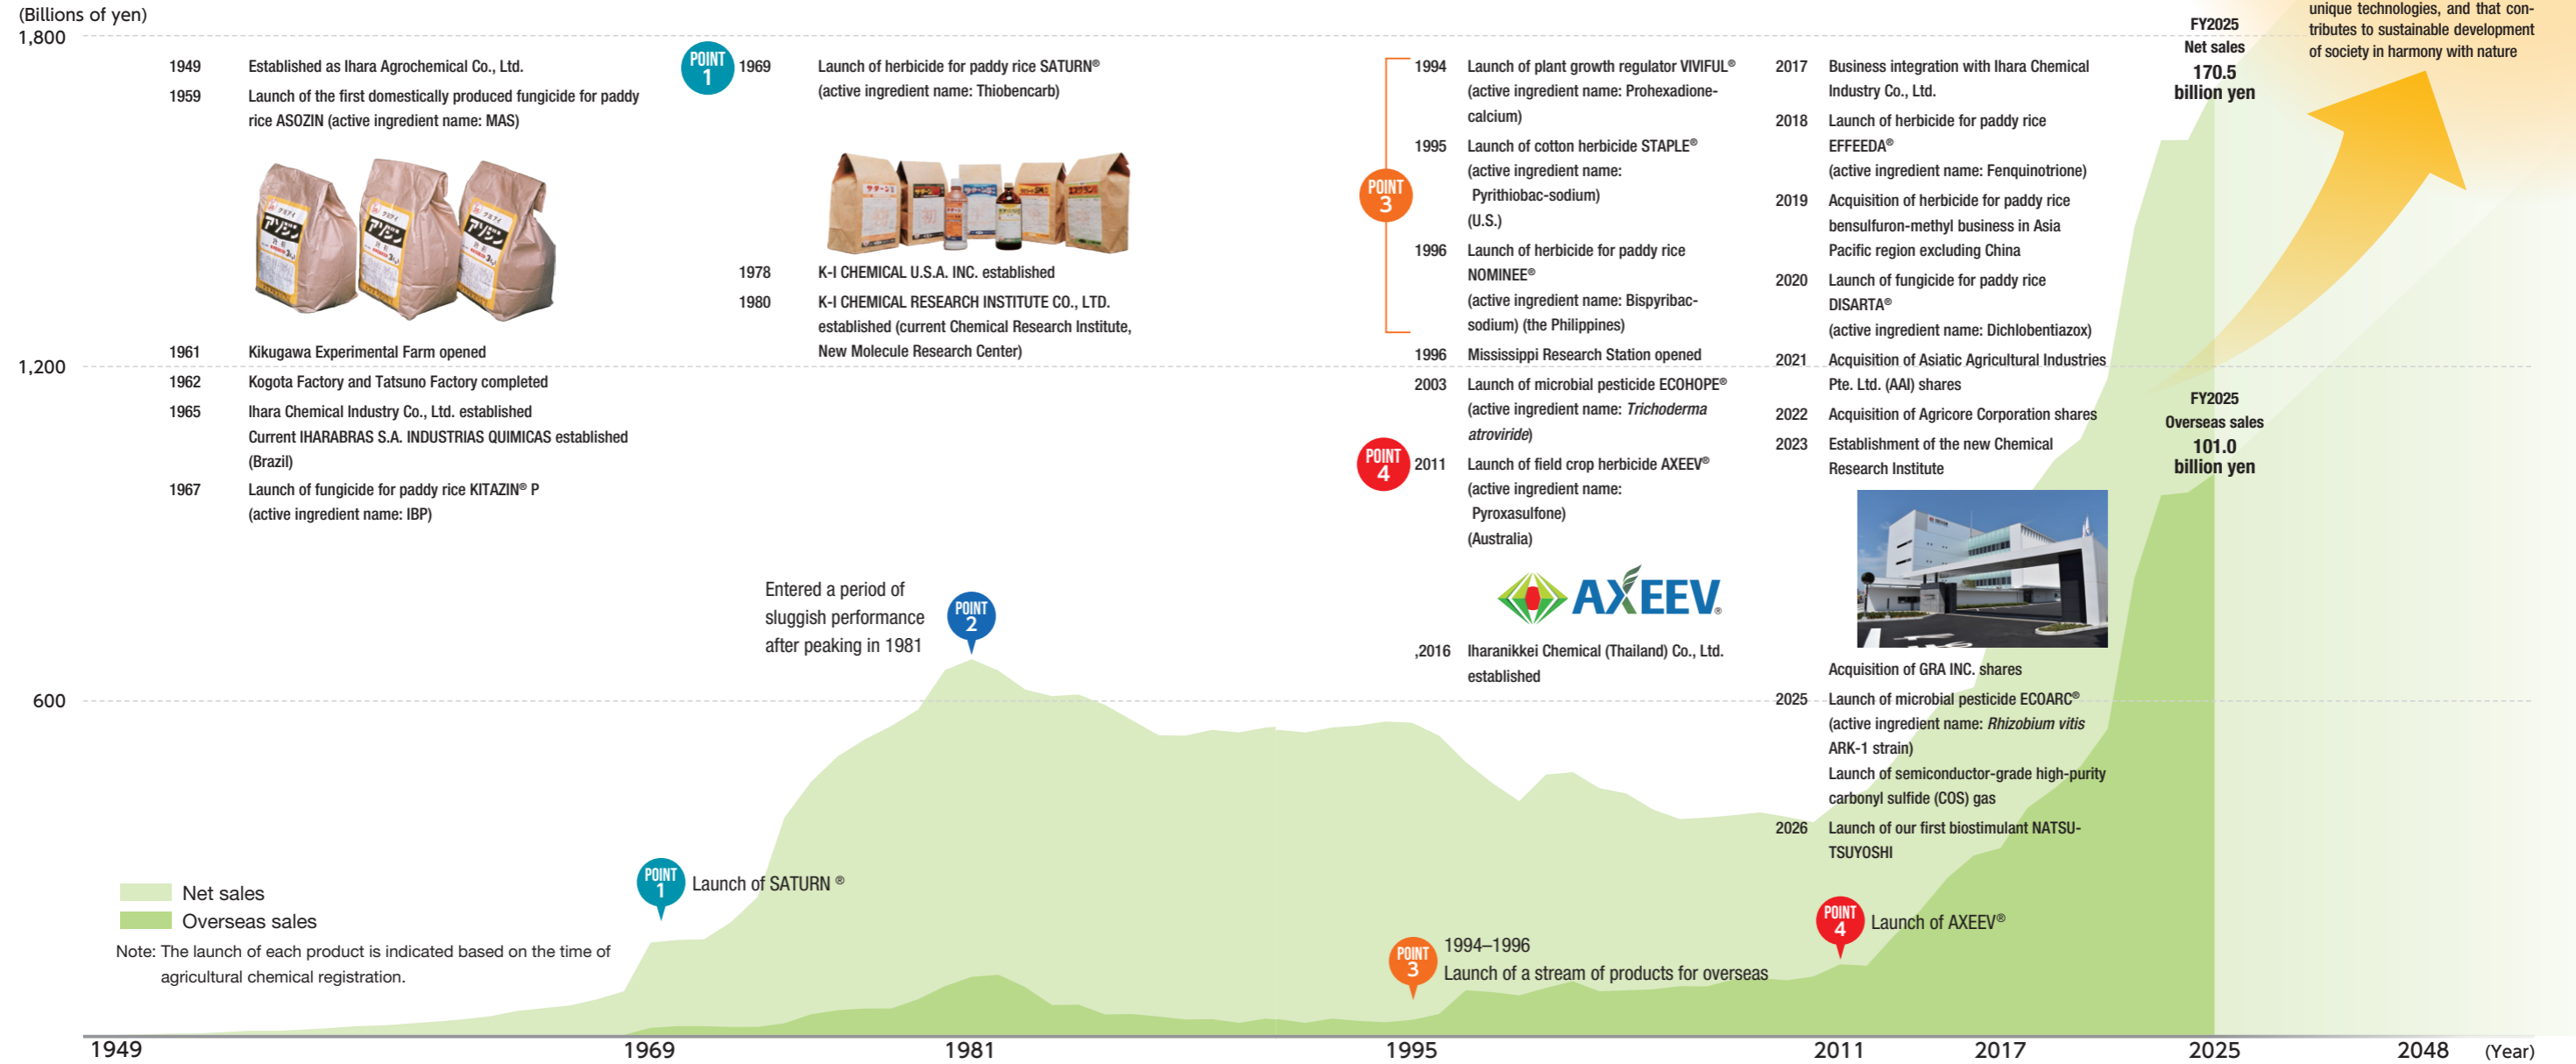 (Billions of yen)
1,800
1,200
600
1949 Established as Ihara Agrochemical Co., Ltd.
1959 Launch of the first domestically produced fungicide for paddy
rice ASOZIN (active ingredient name: MAS)
アソジン
アソジン
アソジン
1961 Kikugawa Experimental Farm opened
1962 Kogota Factory and Tatsuno Factory completed
1965 Ihara Chemical Industry Co., Ltd. established
Current IHARABRAS S.A. INDUSTRIAS QUIMICAS established
(Brazil)
1967 Launch of fungicide for paddy rice KITAZIN® P
(active ingredient name: IBP)
POINT
1
1969 Launch of herbicide for paddy rice SATURN®
(active ingredient name: Thiobencarb)
1978 K-I CHEMICAL U.S.A. INC. established
1980 K-I CHEMICAL RESEARCH INSTITUTE CO., LTD.
established (current Chemical Research Institute,
New Molecule Research Center)
Entered a period of
sluggish performance
after peaking in 1981
POINT
2
POINT
3
1994 Launch of plant growth regulator VIVIFUL®
(active ingredient name: Prohexadione-
calcium)
1995 Launch of cotton herbicide STAPLE®
(active ingredient name:
Pyrithiobac-sodium)
(U.S.)
1996 Launch of herbicide for paddy rice
NOMINEE®
(active ingredient name: Bispyribac-
sodium) (the Philippines)
1996 Mississippi Research Station opened
2003 Launch of microbial pesticide ECOHOPE®
(active ingredient name: Trichoderma
atroviride)
POINT
4
2011 Launch of field crop herbicide AXEEV®
(active ingredient name:
Pyroxasulfone)
(Australia)
AXEEV®
,2016 Iharanikkei Chemical (Thailand) Co., Ltd.
established
2017 Business integration with Ihara Chemical
Industry Co., Ltd.
2018 Launch of herbicide for paddy rice
EFFEEDA®
(active ingredient name: Fenquinotrione)
2019 Acquisition of herbicide for paddy rice
bensulfuron-methyl business in Asia
Pacific region excluding China
2020 Launch of fungicide for paddy rice
DISARTA®
(active ingredient name: Dichlobentiazox)
2021 Acquisition of Asiatic Agricultural Industries
Pte. Ltd. (AAI) shares
2022 Acquisition of Agricore Corporation shares
2023 Establishment of the new Chemical
Research Institute
Acquisition of GRA INC. shares
2025 Launch of microbial pesticide ECOARC®
(active ingredient name: Rhizobium vitis
ARK-1 strain)
Launch of semiconductor-grade high-purity
carbonyl sulfide (COS) gas
2026 Launch of our first biostimulant NATSU-
TSUYOSHI
FY2025
Net sales
170.5
billion yen
FY2025
Overseas sales
101.0
billion yen
unique technologies, and that con-
tributes to sustainable development
of society in harmony with nature
POINT
1
Launch of SATURN ®
POINT
3
1994–1996
Launch of a stream of products for overseas
POINT
4
Launch of AXEEV®
Net sales
Overseas sales
Note: The launch of each product is indicated based on the time of
agricultural chemical registration.
1949 1969 1981 1995 2011 2017 2025 2048 (Year)